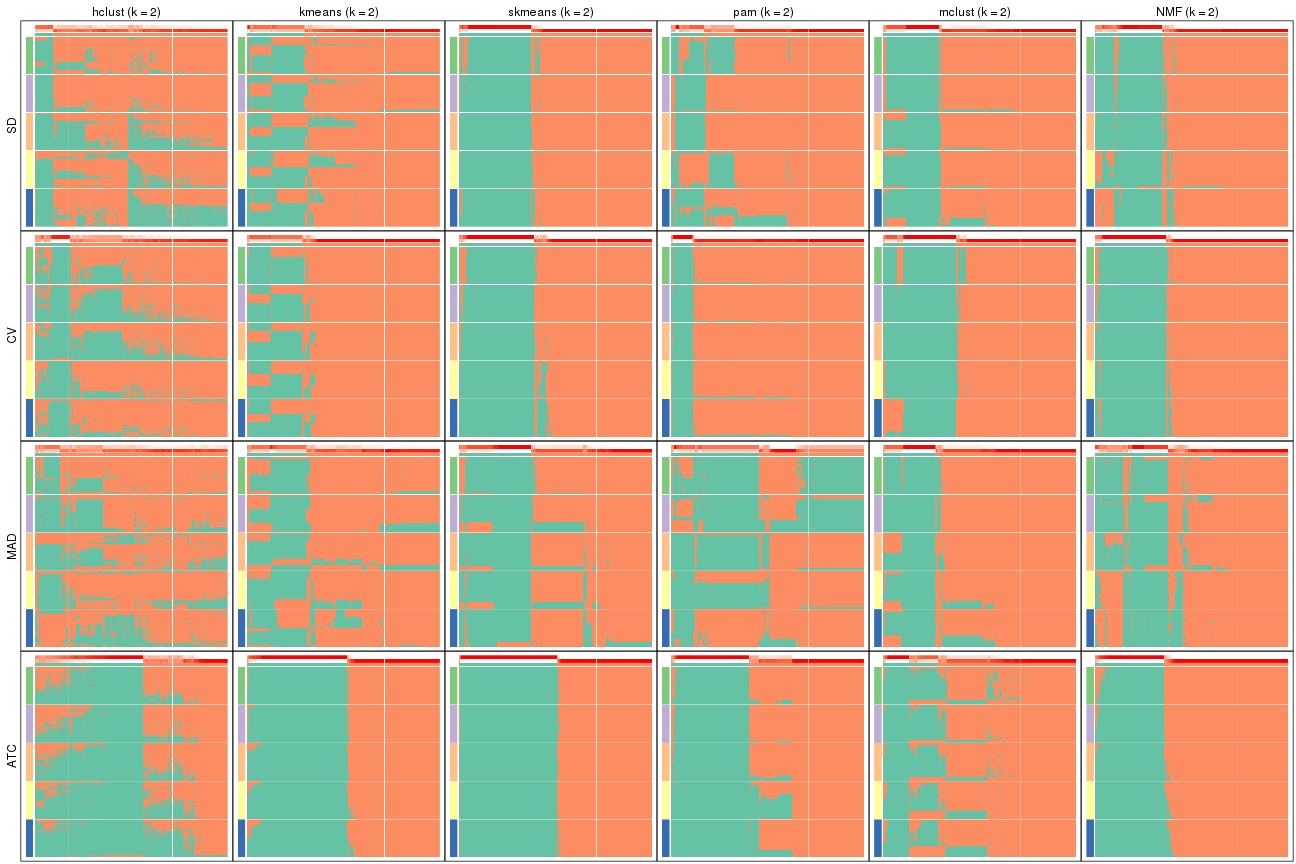 hclust (k = 2) kmeans (k = 2) skmeans (k = 2) pam (k = 2) mclust (k = 2) NMF (k = 2)
SD
CV
MAD
ATC